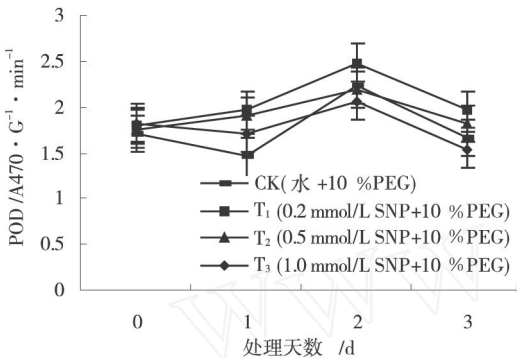 3
2.5
2
1.5
1
0.5
0
POD /A470·G⁻¹·min⁻¹
CK(水 +10 %PEG)
T₁ (0.2 mmol/L SNP+10 %PEG)
T₂ (0.5 mmol/L SNP+10 %PEG)
T₃ (1.0 mmol/L SNP+10 %PEG)
0 1 2 3
处理天数 /d
WWW